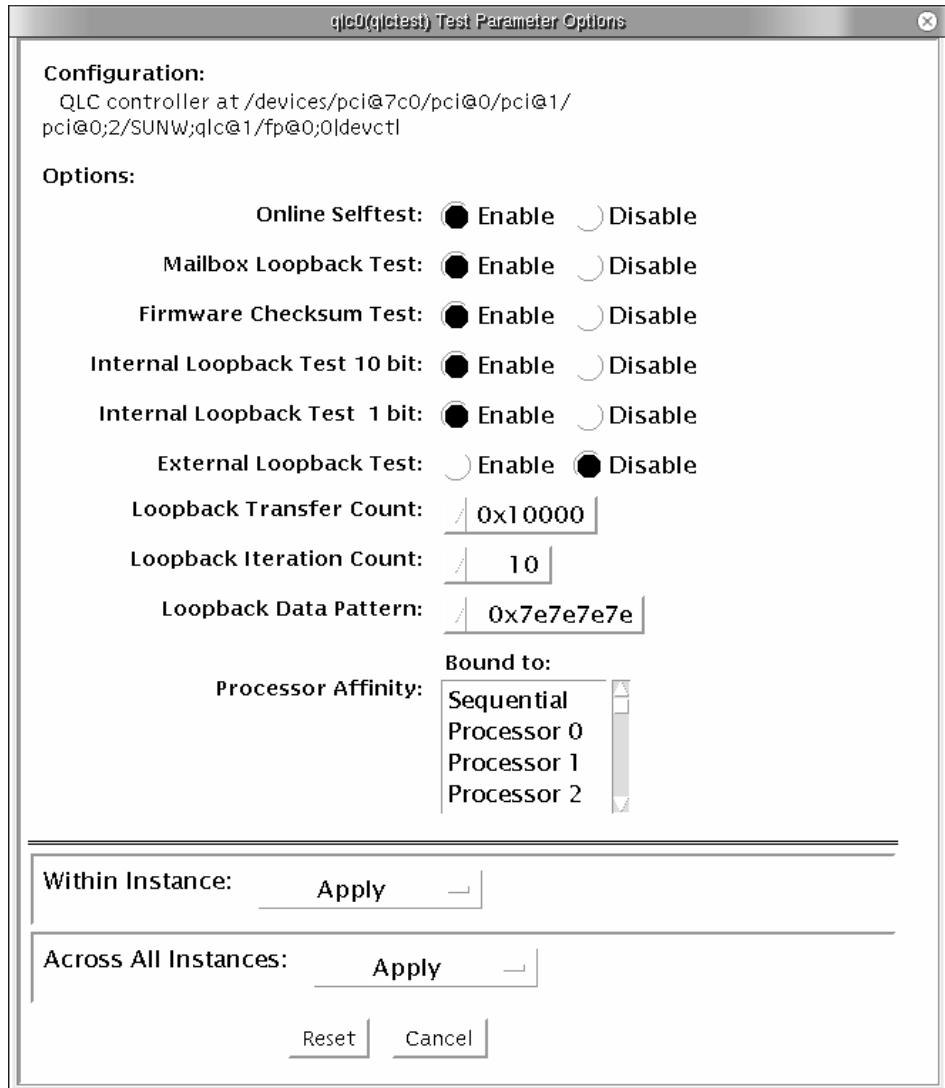 qlc0(qlctest) Test Parameter Options
Configuration:
QLC controller at /devices/pci@7c0/pci@0/pci@1/
pci@0;2/SUNW;qlc@1/fp@0;0|devctl
Options:
Online Selftest: Enable Disable
Mailbox Loopback Test: Enable Disable
Firmware Checksum Test: Enable Disable
Internal Loopback Test 10 bit: Enable Disable
Internal Loopback Test 1 bit: Enable Disable
External Loopback Test: Enable Disable
Loopback Transfer Count: 0x10000
Loopback Iteration Count: 10
Loopback Data Pattern: 0x7e7e7e7e
Bound to:
Processor Affinity:
Sequential
Processor 0
Processor 1
Processor 2
Within Instance: Apply
Across All Instances: Apply
Reset Cancel